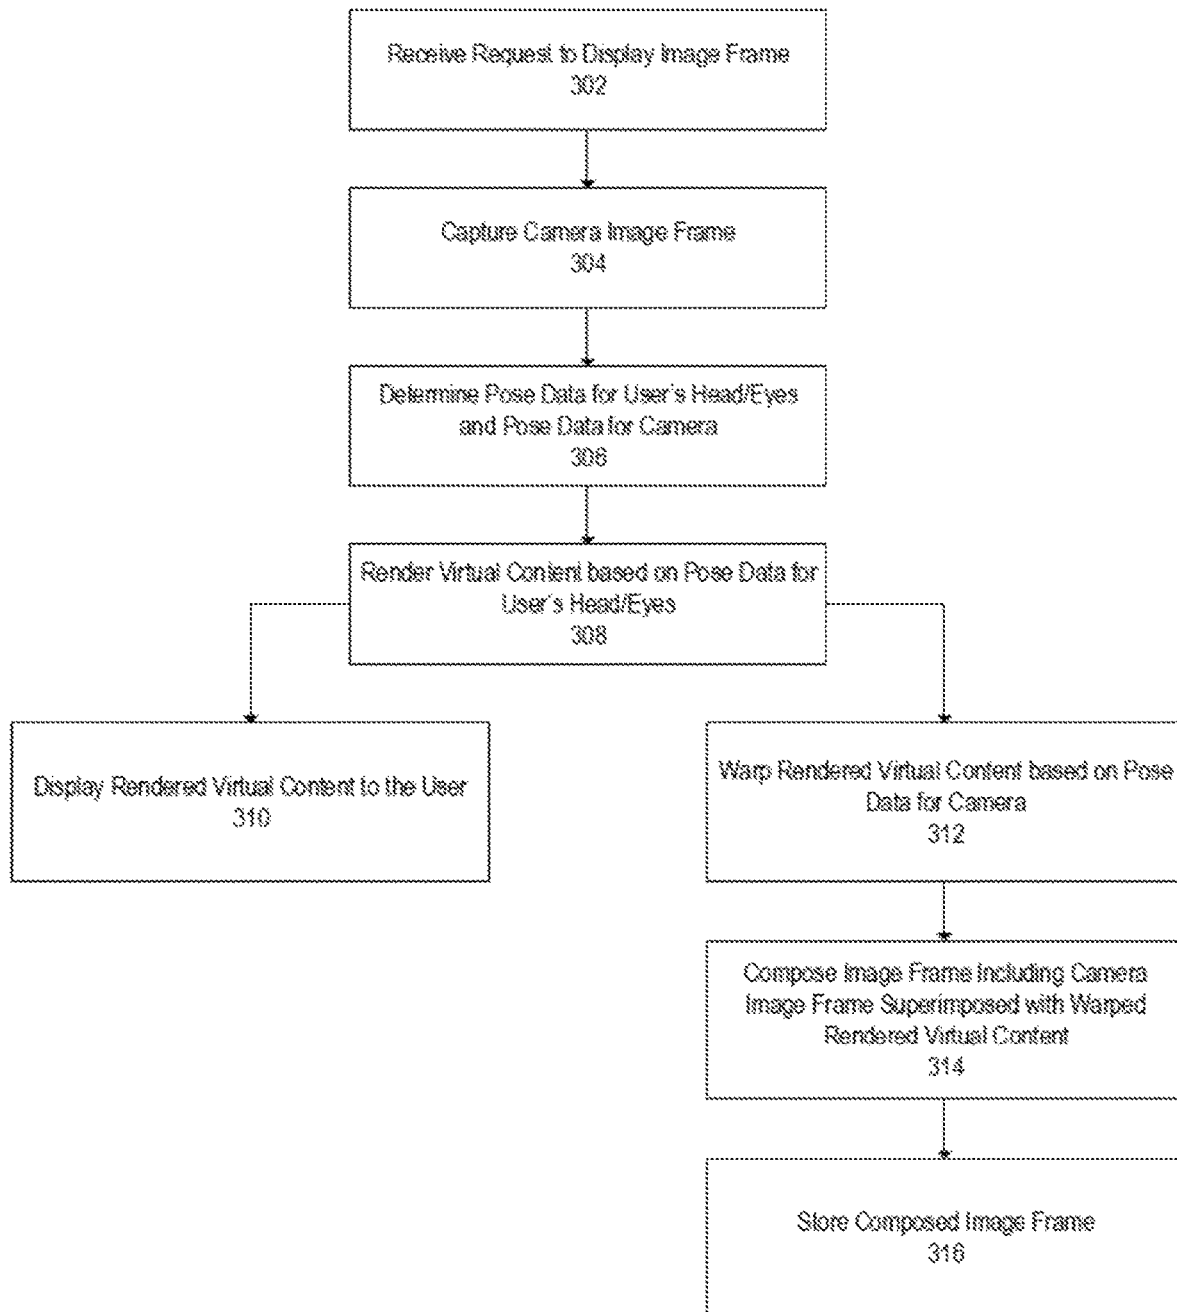 Receive Request to Display Image Frame
302
Capture Camera Image Frame
304
Determine Pose Data for User's Head/Eyes
and Pose Data for Camera
306
Render Virtual Content based on Pose Data for
User's Head/Eyes
308
Display Rendered Virtual Content to the User
310
Warp Rendered Virtual Content based on Pose
Data for Camera
312
Compose Image Frame Including Camera
Image Frame Superimposed with Warped
Rendered Virtual Content
314
Store Composed Image Frame
316